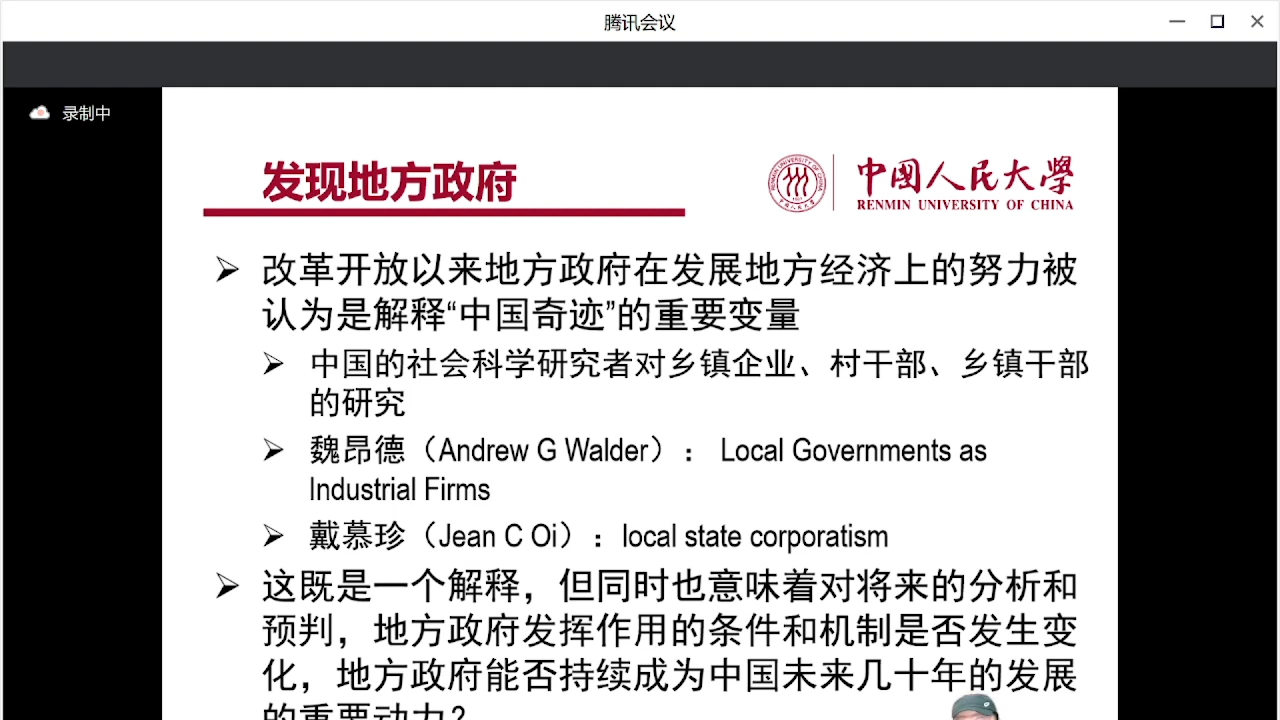 腾讯会议
录制中
发现地方政府
中國人民大學
RENMIN UNIVERSITY OF CHINA
改革开放以来地方政府在发展地方经济上的努力被
认为是解释“中国奇迹”的重要变量
中国的社会科学研究者对乡镇企业、村干部、乡镇干部
的研究
魏昂德（Andrew G Walder）： Local Governments as
Industrial Firms
戴慕珍（Jean C Oi）：local state corporatism
这既是一个解释，但同时也意味着对将来的分析和
预判，地方政府发挥作用的条件和机制是否发生变
化，地方政府能否持续成为中国未来几十年的发展
的重要动力？